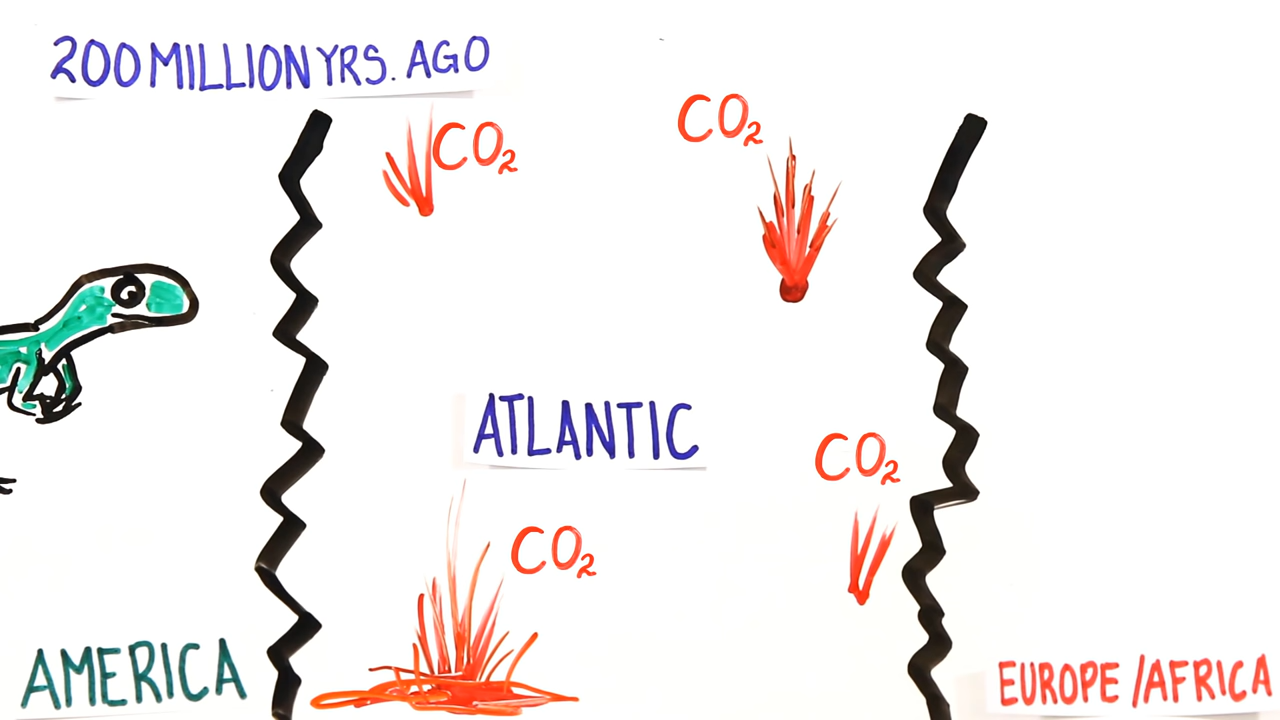 200 MILLION YRS. AGO
CO₂
CO₂
ATLANTIC
CO₂
CO₂
AMERICA
EUROPE/AFRICA